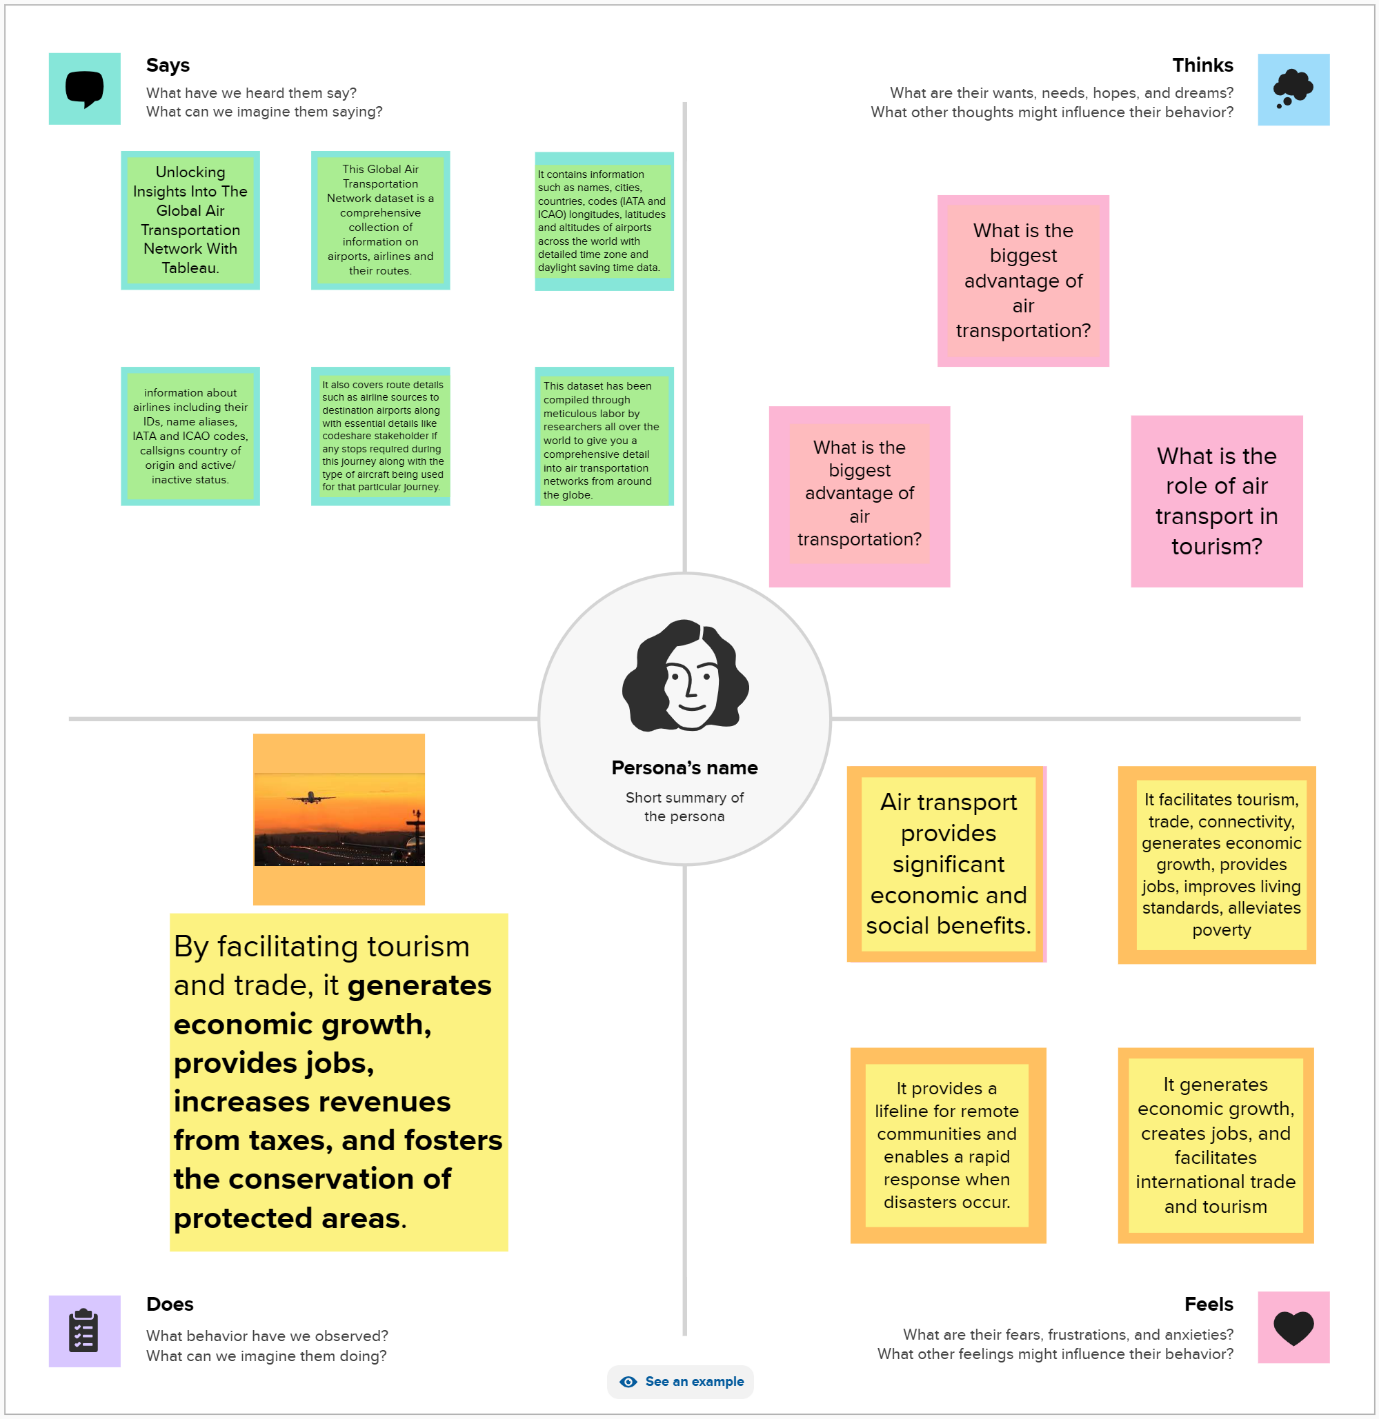 Says
What have we heard them say?
What can we imagine them saying?
Thinks
What are their wants, needs, hopes, and dreams?
What other thoughts might influence their behavior?
Unlocking
Insights Into The
Global Air
Transportation
Network With
Tableau.
This Global Air
Transportation
Network dataset is a
comprehensive
collection of
information on
airports, airlines and
their routes.
It contains information
such as names, cities,
countries, codes (IATA and
ICAO) longitudes, latitudes
and altitudes of airports
across the world with
detailed time zone and
daylight saving time data.
information about
airlines including their
IDs, name aliases,
IATA and ICAO codes,
callsigns country of
origin and active/
inactive status.
It also covers route details
such as airline sources to
destination airports along
with essential details like
codeshare stakeholder if
any stops required during
this journey along with the
type of aircraft being used
for that particular journey.
This dataset has been
compiled through
meticulous labor by
researchers all over the
world to give you a
comprehensive detail
into air transportation
networks from around
the globe.
What is the
biggest
advantage of
air
transportation?
What is the
biggest
advantage of
air
transportation?
What is the
role of air
transport in
tourism?
Persona's name
Short summary of
the persona
By facilitating tourism
and trade, it generates
economic growth,
provides jobs,
increases revenues
from taxes, and fosters
the conservation of
protected areas.
Air transport
provides
significant
economic and
social benefits.
It facilitates tourism,
trade, connectivity,
generates economic
growth, provides
jobs, improves living
standards, alleviates
poverty
It provides a
lifeline for remote
communities and
enables a rapid
response when
disasters occur.
It generates
economic growth,
creates jobs, and
facilitates
international trade
and tourism
Does
What behavior have we observed?
What can we imagine them doing?
Feels
What are their fears, frustrations, and anxieties?
What other feelings might influence their behavior?
See an example